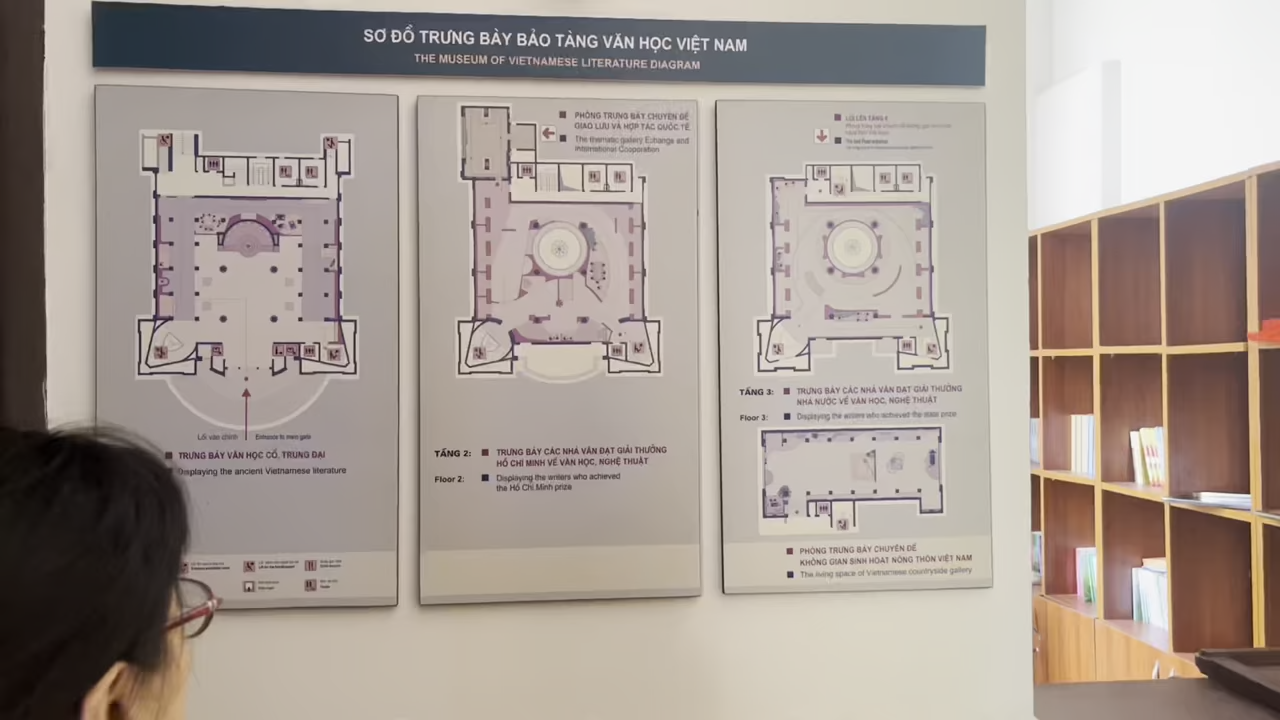 SƠ ĐỒ TRƯNG BÀY BẢO TÀNG VĂN HỌC VIỆT NAM
THE MUSEUM OF VIETNAMESE LITERATURE DIAGRAM
Lối vào chính
Entrance to main gate
TRƯNG BÀY VĂN HỌC CỔ, TRUNG ĐẠI
Displaying the ancient Vietnamese literature
PHÒNG TRƯNG BÀY CHUYÊN ĐỀ
GIAO LƯU VÀ HỢP TÁC QUỐC TẾ
The thematic gallery Exhange and
International Cooporation
TẦNG 2: TRƯNG BÀY CÁC NHÀ VĂN ĐẠT GIẢI THƯỞNG
HỒ CHÍ MINH VỀ VĂN HỌC, NGHỆ THUẬT
Floor 2: Displaying the writers who achieved
the Hồ Chí Minh prize
LỐI LÊN TẦNG 4
TẦNG 3: TRƯNG BÀY CÁC NHÀ VĂN ĐẠT GIẢI THƯỞNG
NHÀ NƯỚC VỀ VĂN HỌC, NGHỆ THUẬT
Floor 3: Displaying the writers who achieved the state prize
PHÒNG TRƯNG BÀY CHUYÊN ĐỀ
KHÔNG GIAN SINH HOẠT NÔNG THÔN VIỆT NAM
The living space of Vietnamese countryside gallery